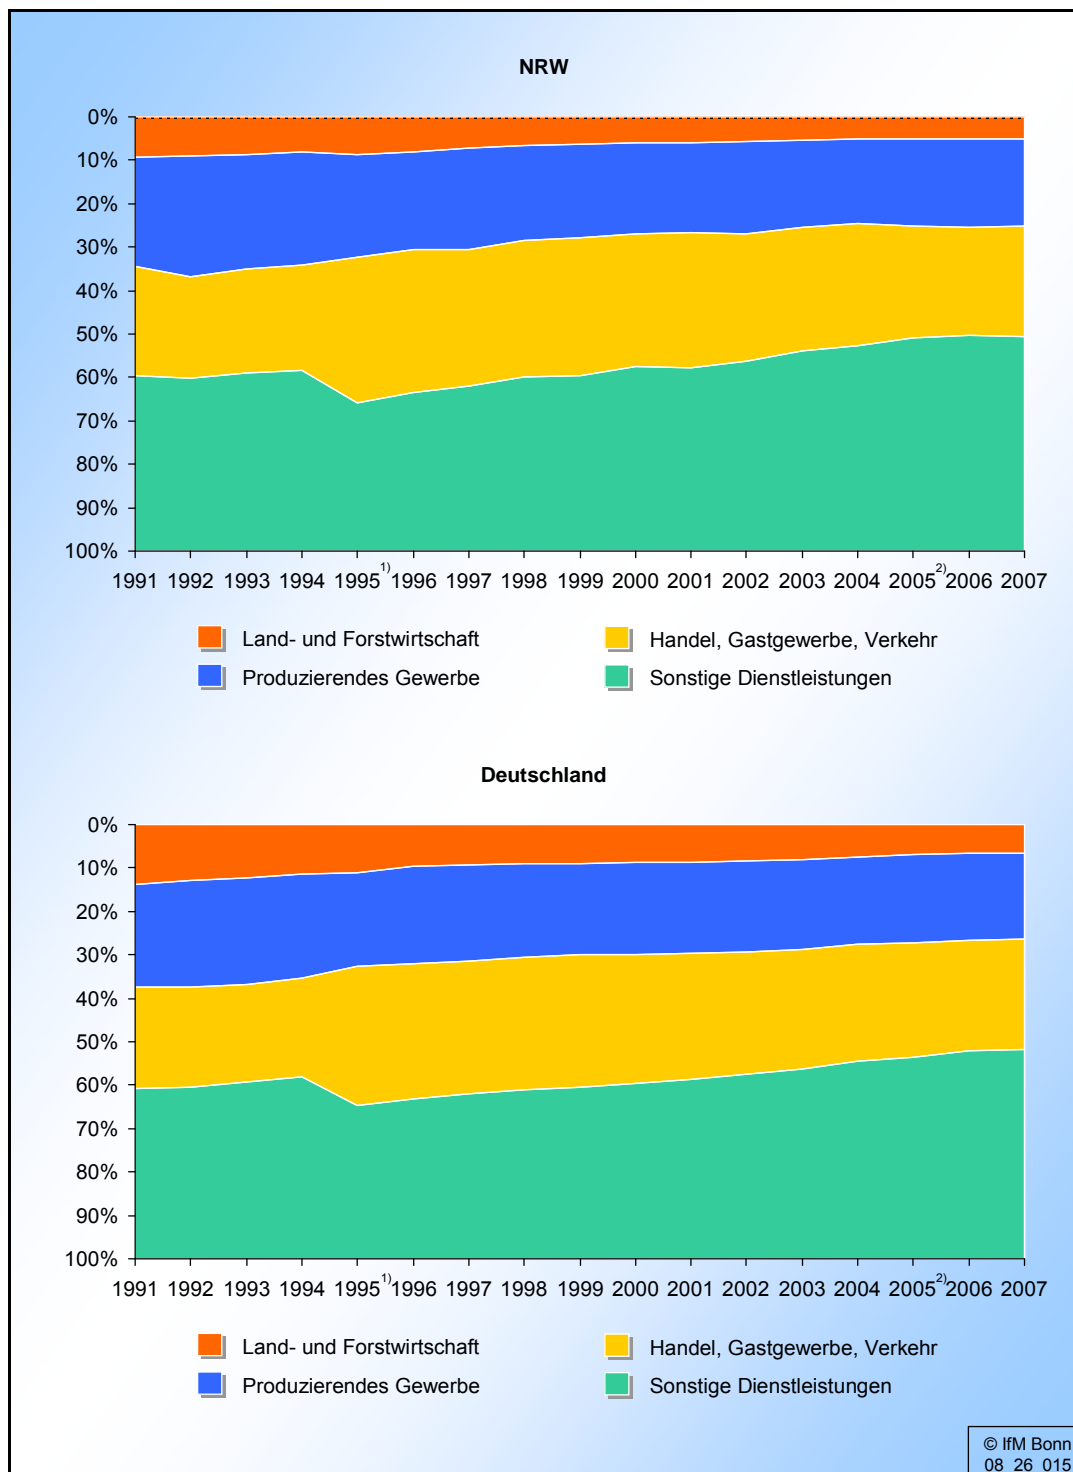 NRW
0%
10%
20%
30%
40%
50%
60%
70%
80%
90%
100%
1991 1992 1993 1994 1995 1) 1996 1997 1998 1999 2000 2001 2002 2003 2004 2005 2) 2006 2007
Land- und Forstwirtschaft Handel, Gastgewerbe, Verkehr
Produzierendes Gewerbe Sonstige Dienstleistungen
Deutschland
0%
10%
20%
30%
40%
50%
60%
70%
80%
90%
100%
1991 1992 1993 1994 1995 1) 1996 1997 1998 1999 2000 2001 2002 2003 2004 2005 2) 2006 2007
Land- und Forstwirtschaft Handel, Gastgewerbe, Verkehr
Produzierendes Gewerbe Sonstige Dienstleistungen
© IfM Bonn
08 26 015